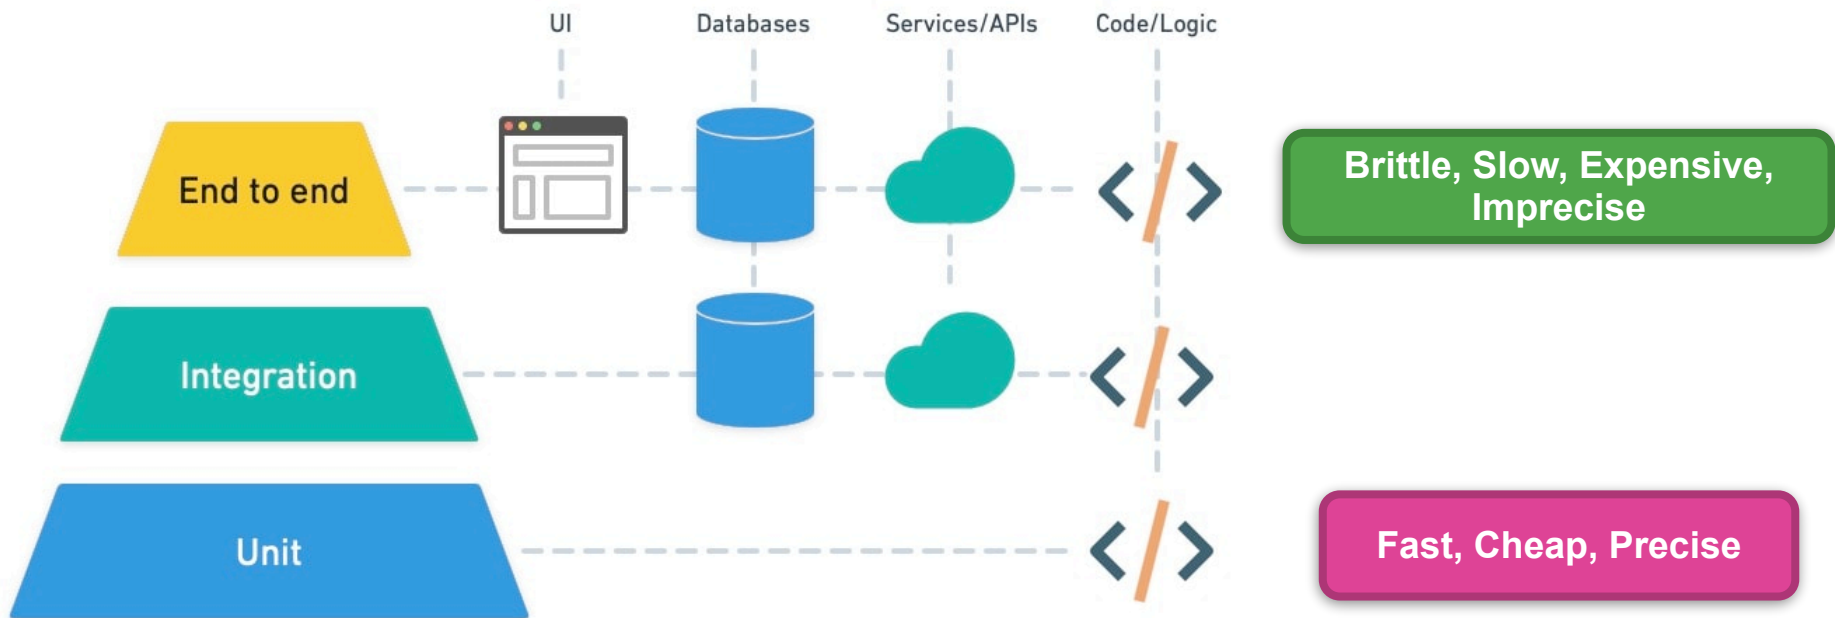 UI
Databases
Services/APIs
Code/Logic
End to end
Brittle, Slow, Expensive,
Imprecise
Integration
Unit
Fast, Cheap, Precise